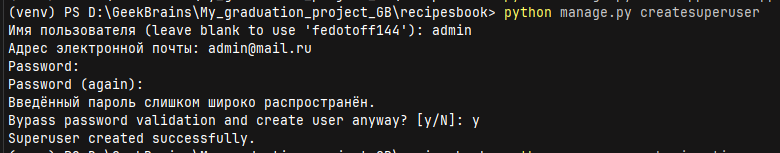 (venv) PS D:\GeekBrains\My_graduation_project_GB\recipesbook> python manage.py createsuperuser
Имя пользователя (leave blank to use 'fedotoff144'): admin
Адрес электронной почты: admin@mail.ru
Password:
Password (again):
Введённый пароль слишком широко распространён.
Bypass password validation and create user anyway? [y/N]: y
Superuser created successfully.